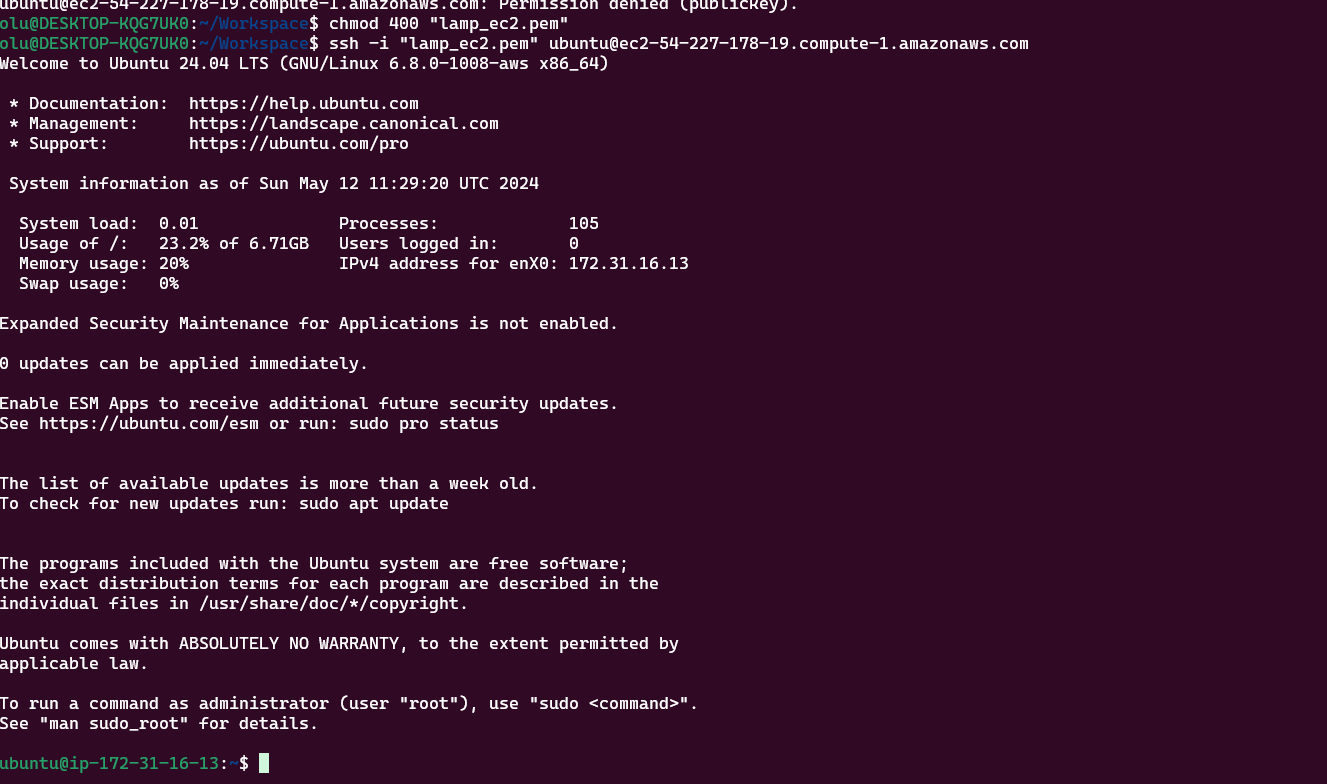 ubuntu@ec2-54-227-178-19.compute-1.amazonaws.com: Permission denied (publickey).
olu@DESKTOP-KQG7UK0:~/Workspace$ chmod 400 "lamp_ec2.pem"
olu@DESKTOP-KQG7UK0:~/Workspace$ ssh -i "lamp_ec2.pem" ubuntu@ec2-54-227-178-19.compute-1.amazonaws.com
Welcome to Ubuntu 24.04 LTS (GNU/Linux 6.8.0-1008-aws x86_64)
* Documentation:  https://help.ubuntu.com
* Management:     https://landscape.canonical.com
* Support:        https://ubuntu.com/pro
System information as of Sun May 12 11:29:20 UTC 2024
System load:  0.01              Processes:             105
Usage of /:   23.2% of 6.71GB   Users logged in:       0
Memory usage: 20%               IPv4 address for enX0: 172.31.16.13
Swap usage:   0%
Expanded Security Maintenance for Applications is not enabled.
0 updates can be applied immediately.
Enable ESM Apps to receive additional future security updates.
See https://ubuntu.com/esm or run: sudo pro status
The list of available updates is more than a week old.
To check for new updates run: sudo apt update
The programs included with the Ubuntu system are free software;
the exact distribution terms for each program are described in the
individual files in /usr/share/doc/*/copyright.
Ubuntu comes with ABSOLUTELY NO WARRANTY, to the extent permitted by
applicable law.
To run a command as administrator (user "root"), use "sudo <command>".
See "man sudo_root" for details.
ubuntu@ip-172-31-16-13:~$